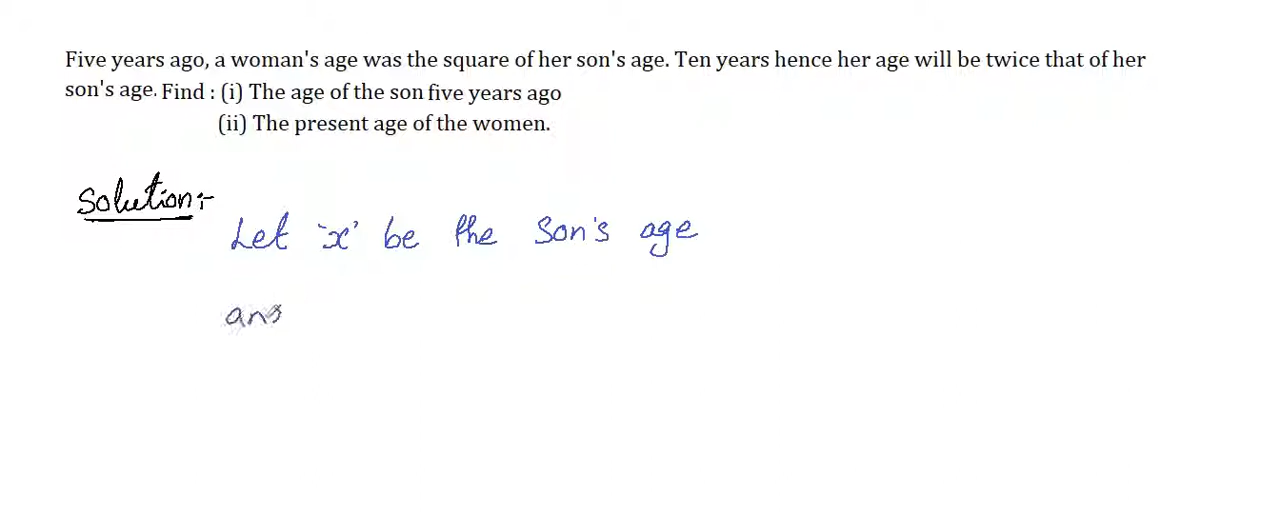 Five years ago, a woman's age was the square of her son's age. Ten years hence her age will be twice that of her
son's age. Find : (i) The age of the son five years ago
(ii) The present age of the women.
Solution:-
Let 'x' be the son's age
ans